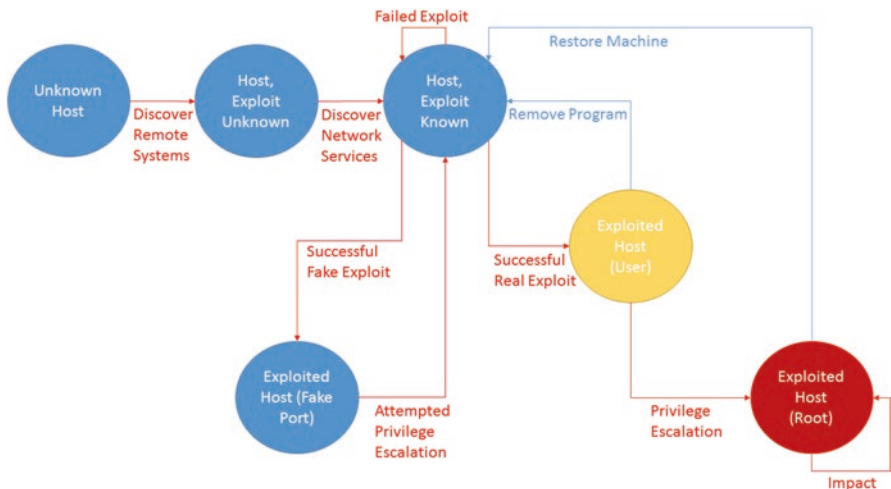 Failed Exploit
Restore Machine
Unknown
Host
Host,
Exploit
Unknown
Host,
Exploit
Known
Discover
Remote
Systems
Discover
Network
Services
Remove Program
Successful
Fake Exploit
Successful
Real Exploit
Exploited
Host
(User)
Exploited
Host (Fake
Port)
Attempted
Privilege
Escalation
Privilege
Escalation
Exploited
Host
(Root)
Impact